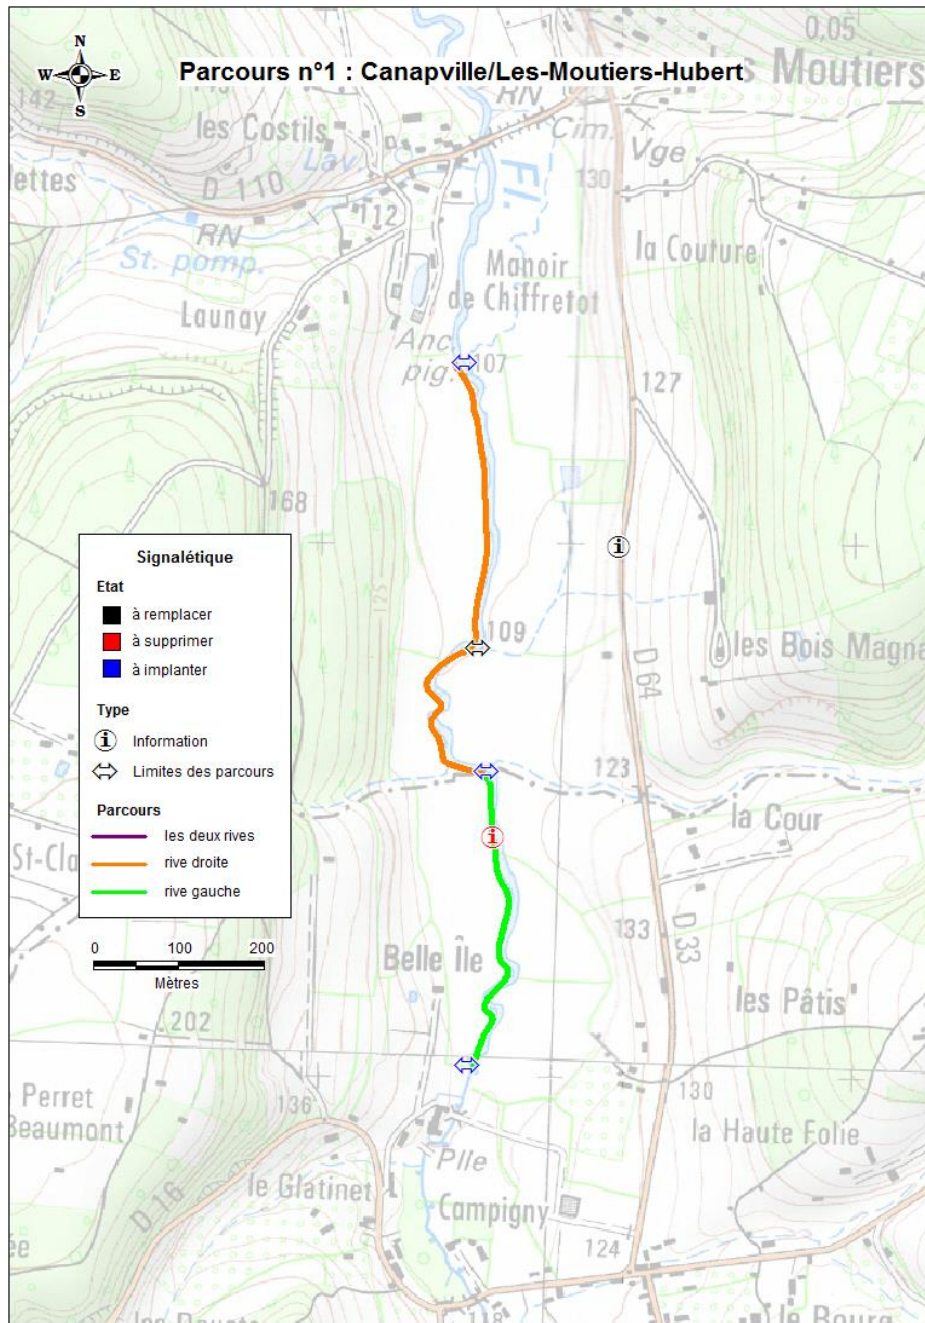 N
W E
S
Parcours n°1 : Canapville/Les-Moutiers-Hubert
0,05
Moutiers
142
les Costils
RN
Cim.
Vge
Lav.
Fl.
ettes
D 110
130
112
RN
St. pomp.
la Couture
Manoir
de Chiffretot
Launay
Anc.
pig.
107
127
168
Signalétique
Etat
à remplacer
à supprimer
à implanter
125
109
les Bois Magna
D 64
Type
Information
Limites des parcours
123
Parcours
les deux rives
rive droite
rive gauche
la Cour
St-Cla
0 100 200
Mètres
133
D 33
Belle Île
les Pâtis
202
Perret
Beaumont
136
130
la Haute Folie
Plle
le Glatinet
D 16
Campigny
ée
124
le Bourg